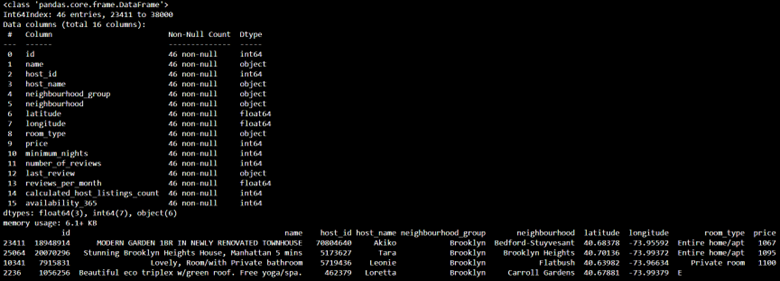 <class 'pandas.core.frame.DataFrame'>
Int64Index: 46 entries, 23411 to 38000
Data columns (total 16 columns):
 #   Column                          Non-Null Count  Dtype
---  ------                          --------------  -----
 0   id                              46 non-null     int64
 1   name                            46 non-null     object
 2   host_id                         46 non-null     int64
 3   host_name                       46 non-null     object
 4   neighbourhood_group             46 non-null     object
 5   neighbourhood                   46 non-null     object
 6   latitude                        46 non-null     float64
 7   longitude                       46 non-null     float64
 8   room_type                       46 non-null     object
 9   price                           46 non-null     int64
 10  minimum_nights                  46 non-null     int64
 11  number_of_reviews               46 non-null     int64
 12  last_review                     46 non-null     object
 13  reviews_per_month               46 non-null     float64
 14  calculated_host_listings_count  46 non-null     int64
 15  availability_365                46 non-null     int64
dtypes: float64(3), int64(7), object(6)
memory usage: 6.1+ KB
id name host_id host_name neighbourhood_group neighbourhood latitude longitude room_type price
23411 18948914 MODERN GARDEN 1BR IN NEWLY RENOVATED TOWNHOUSE 70804640 Akiko Brooklyn Bedford-Stuyvesant 40.68378 -73.95592 Entire home/apt 1067
25064 20070296 Stunning Brooklyn Heights House, Manhattan 5 mins 5173627 Tara Brooklyn Brooklyn Heights 40.70136 -73.99372 Entire home/apt 1095
10341 7915831 Lovely, Room/with Private bathroom 5719436 Leonie Brooklyn Flatbush 40.63982 -73.96634 Private room 1100
2236 1056256 Beautiful eco triplex w/green roof. Free yoga/spa. 462379 Loretta Brooklyn Carroll Gardens 40.67881 -73.99379 E